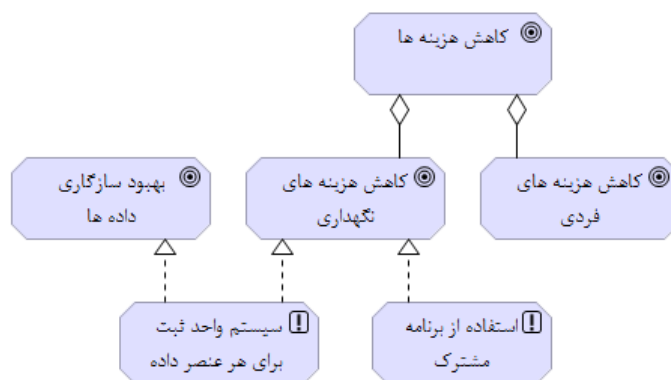 کاهش هزینه ها
بهبود سازگاری
داده ها
کاهش هزینه های
نگهداری
کاهش هزینه های
فردی
سیستم واحد ثبت
برای هر عنصر داده
استفاده از برنامه
مشترک